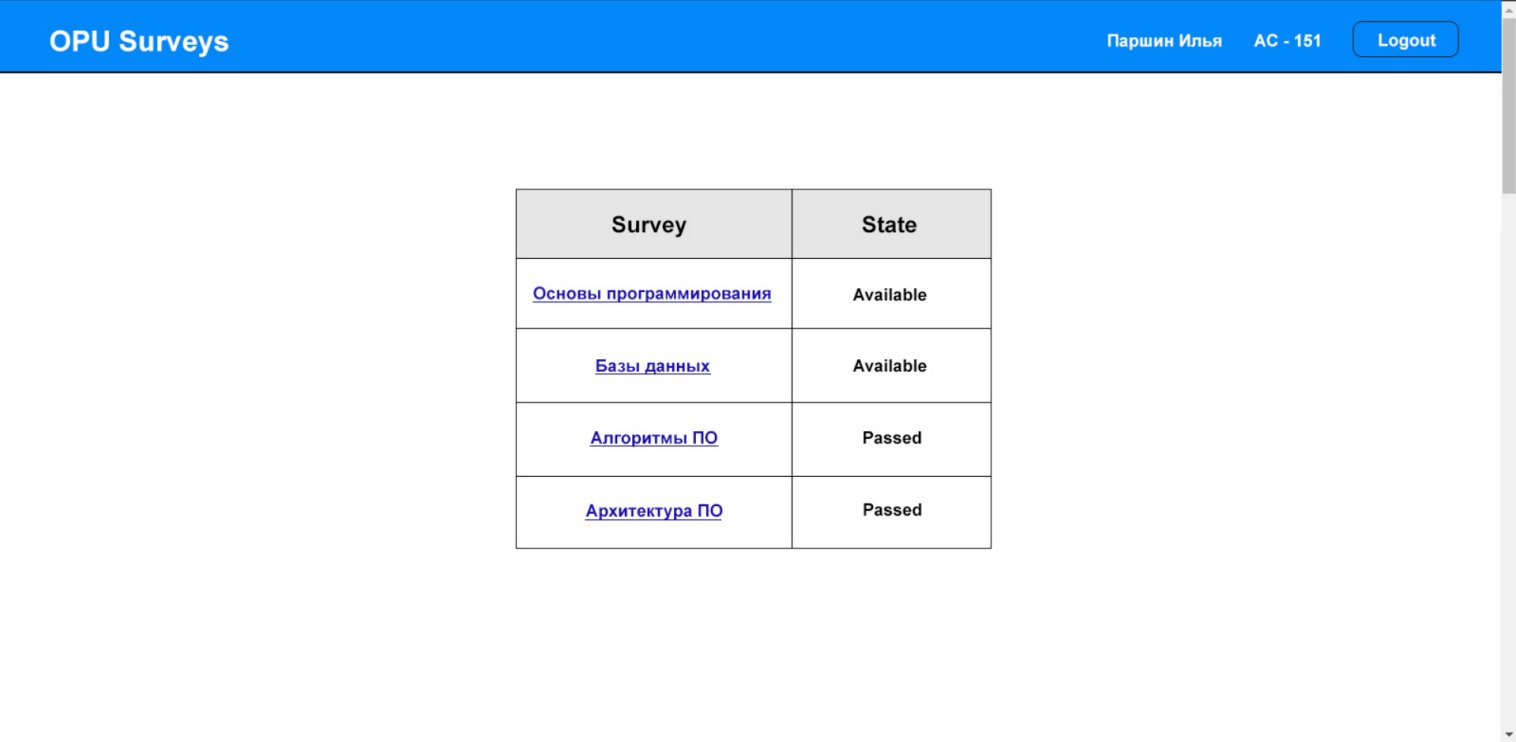 OPU Surveys Паршин Илья АС - 151 Logout
Survey State
Основы программирования Available
Базы данных Available
Алгоритмы ПО Passed
Архитектура ПО Passed